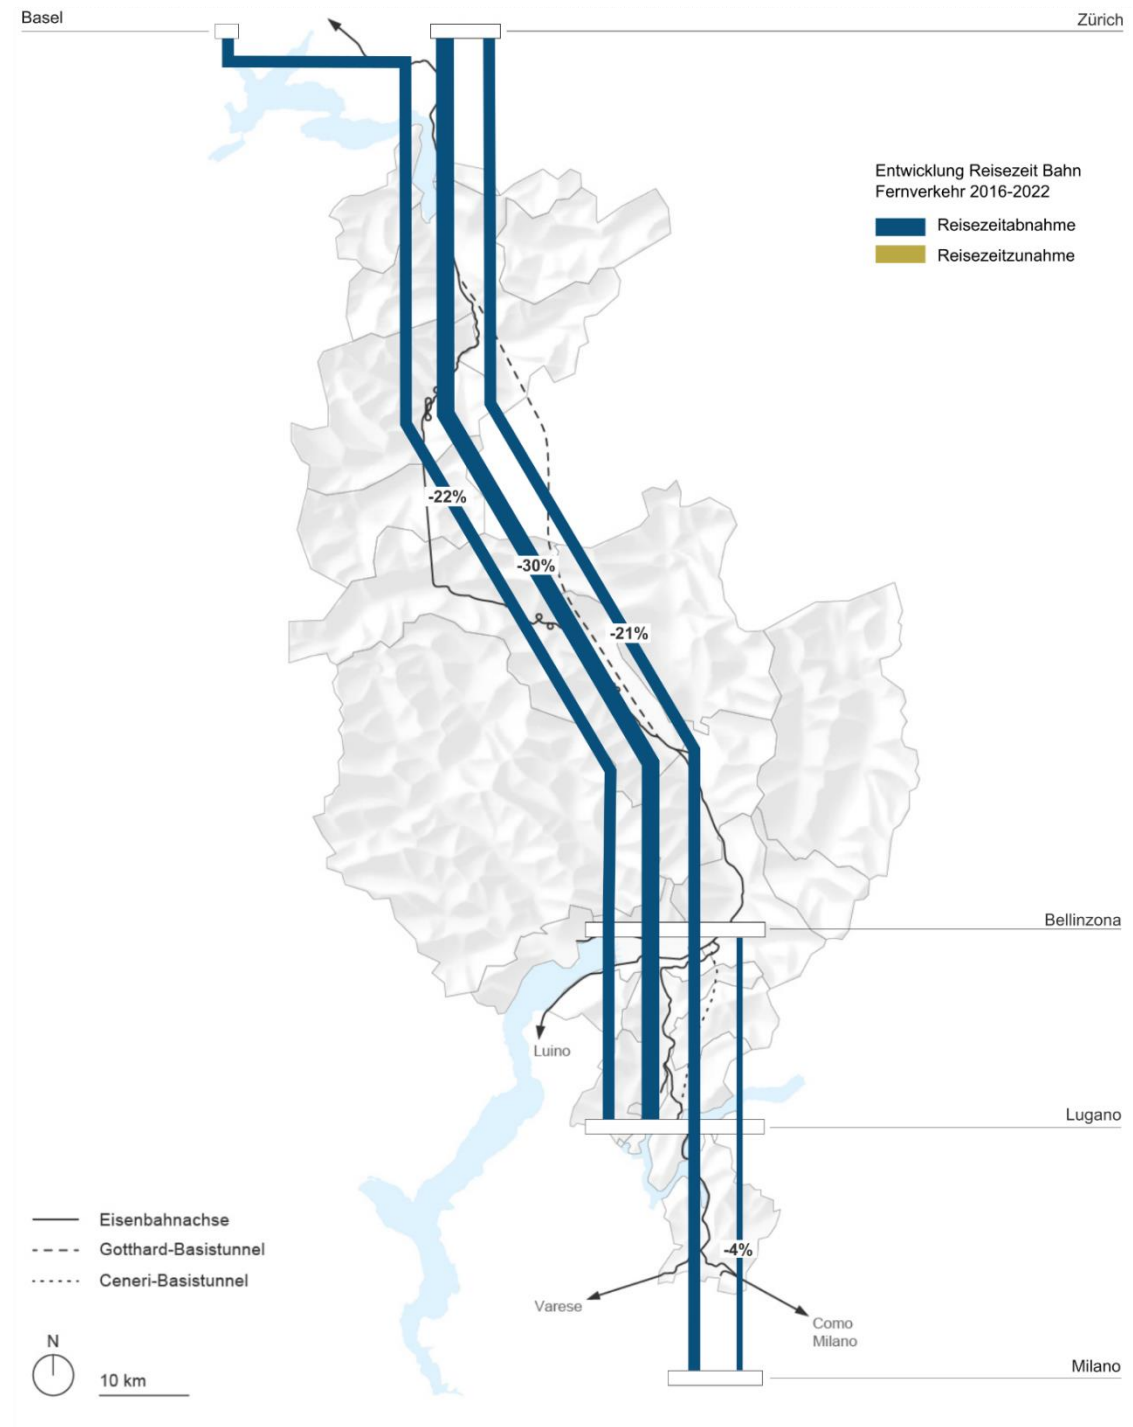 Basel
Zürich
Entwicklung Reisezeit Bahn
Fernverkehr 2016-2022
Reisezeitabnahme
Reisezeitzunahme
-22%
-30%
-21%
Bellinzona
Luino
Lugano
Eisenbahnachse
Gotthard-Basistunnel
Ceneri-Basistunnel
-4%
Varese
Como
Milano
N
10 km
Milano